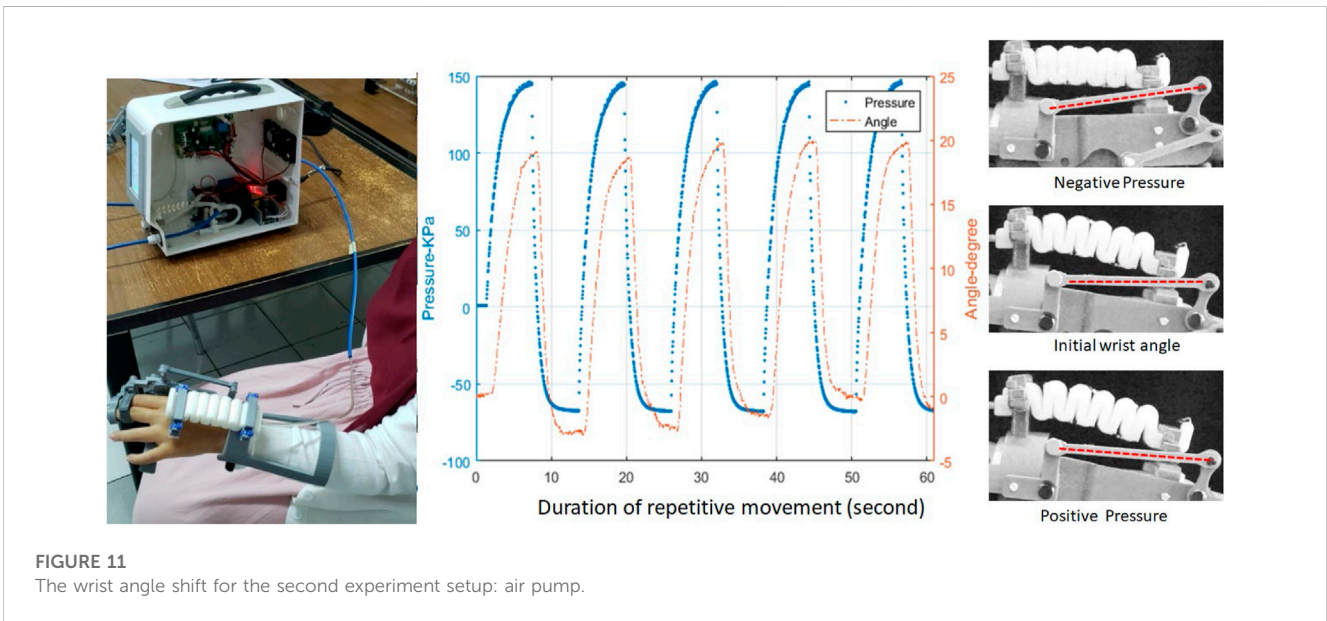 150
100
50
0
-50
-100
Pressure-KPa
25
20
15
10
5
0
-5
Angle-degree
Pressure
Angle
0
10
20
30
40
50
60
Duration of repetitive movement (second)
Negative Pressure
Initial wrist angle
Positive Pressure
FIGURE 11
The wrist angle shift for the second experiment setup: air pump.